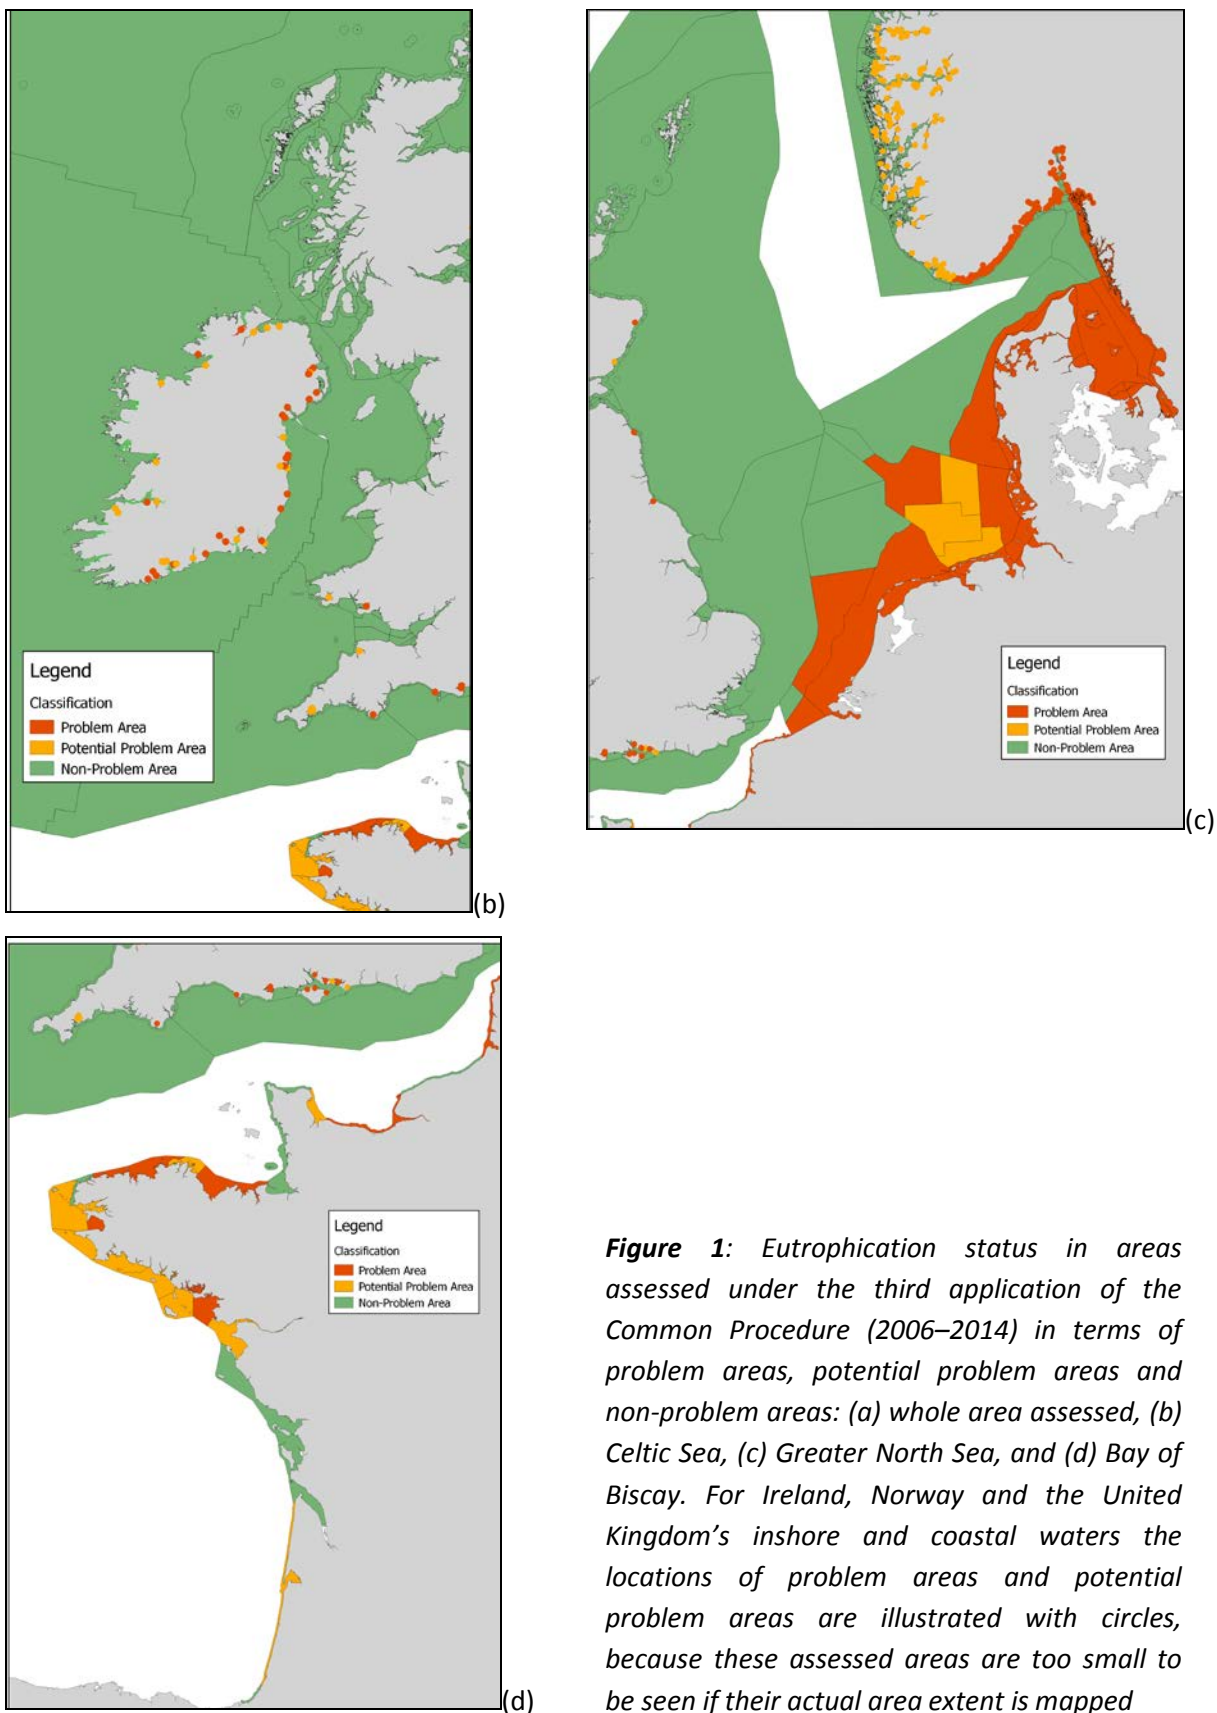 Legend
Classification
Problem Area
Potential Problem Area
Non-Problem Area
(b)
Legend
Classification
Problem Area
Potential Problem Area
Non-Problem Area
(c)
Legend
Classification
Problem Area
Potential Problem Area
Non-Problem Area
(d)
Figure 1: Eutrophication status in areas
assessed under the third application of the
Common Procedure (2006–2014) in terms of
problem areas, potential problem areas and
non-problem areas: (a) whole area assessed, (b)
Celtic Sea, (c) Greater North Sea, and (d) Bay of
Biscay. For Ireland, Norway and the United
Kingdom’s inshore and coastal waters the
locations of problem areas and potential
problem areas are illustrated with circles,
because these assessed areas are too small to
be seen if their actual area extent is mapped